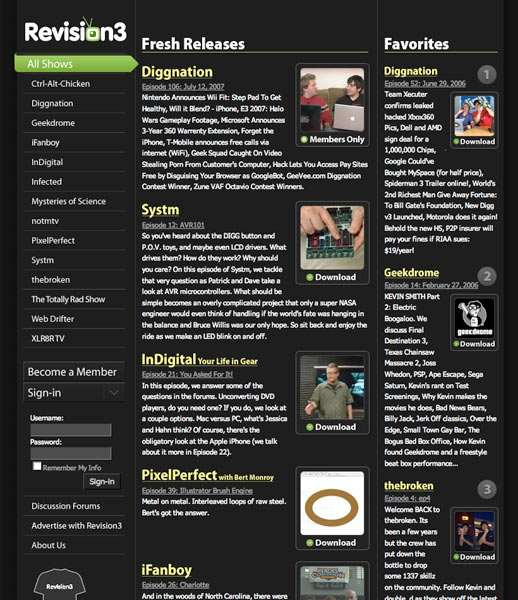 Revision3
All Shows
Ctrl-Alt-Chicken
Diggnation
Geekdrome
iFanboy
InDigital
Infected
Mysteries of Science
notmtv
PixelPerfect
Systm
thebroken
The Totally Rad Show
Web Drifter
XLR8R TV
Become a Member
Sign-in
Username:
Password:
Remember My Info
Sign-in
Discussion Forums
Advertise with Revision3
About Us
Revision3
Fresh Releases
Diggnation
Episode 106: July 12, 2007
Nintendo Announces Wii Fit: Step Pad To Get
Healthy, Will it Blend? - iPhone, E3 2007: Halo
Wars Gameplay Footage, Microsoft Announces
3-Year 360 Warrenty Extension, Forget the
iPhone, T-Mobile announces free calls via
internet (WiFi), Geek Squad Caught On Video
Stealing Porn From Customer's Computer, Hack Lets You Access Pay Sites
Free by Disguising Your Browser as GoogleBot, GeeVee.com Diggnation
Contest Winner, Zune VAF Octavio Contest Winners.
Members Only
Systm
Episode 12: AVR101
So you've heard about the DIGG button and
P.O.V. toys, and maybe even LCD drivers. What
drives them? How do they work? Why should
you care? On this episode of Systm, we tackle
that very question as Patrick and Dave take a
look at AVR microcontrollers. What should be
simple becomes an overly complicated project that only a super NASA
engineer would even think of handling if the world's fate was hanging in
the balance and Bruce Willis was our only hope. So sit back and enjoy the
ride as we make an LED blink on and off.
Download
InDigital Your Life in Gear
Episode 21: You Asked For It!
In this episode, we answer some of the
questions in the forums. Unconverting DVD
players, do you need one? If you do, we look at
a couple options. Mac versus PC, what's Jessica
and Hahn think? Of course, there's the
obligatory look at the Apple iPhone (we talk
about it more in Episode 22).
Download
PixelPerfect with Bert Monroy
Episode 39: Illustrator Brush Engine
Metal on metal. Interleaved loops of raw steel.
Bert's got the answer.
Download
iFanboy
Episode 26: Charlotte
And in the woods of North Carolina, there were
Favorites
Diggnation
1
Episode 52: June 29, 2006
Team Xecuter
confirms leaked
hacked Xbox360
Pics, Dell and AMD
sign deal for a
1,000,000 Chips,
Google Could've
Bought MySpace (for half price),
Spiderman 3 Trailer online!, World's
2nd Richest Man Give Away Fortune:
To Bill Gate's Foundation, New Digg
v3 Launched, Motorola does it again!
Behold the new H5, P2P insurer will
pay your fines if RIAA sues:
$19/year!
Download
Geekdrome
2
Episode 14: February 27, 2006
KEVIN SMITH Part
2: Electric
Boogaloo. We
discuss Final
Destination 3,
Texas Chainsaw
Massacre 2, Joss
Whedon, PSP, Ape Escape, Sega
Saturn, Kevin's rant on Test
Screenings, Why Kevin makes the
movies he does, Bad News Bears,
Billy Jack, Jerk Off classics, Over the
Edge, Small Town Gay Bar, The
Bogus Bad Box Office, How Kevin
found Geekdrome and a freestyle
beat box performance...
geekdrome
Download
thebroken
3
Episode 4: ep4
Welcome BACK to
thebroken. Its
been a few years
but the crew has
put down the
bottle to drop
some 1337 skillz
on the community. Follow Kevin and
double_d as they show off the latest
Download